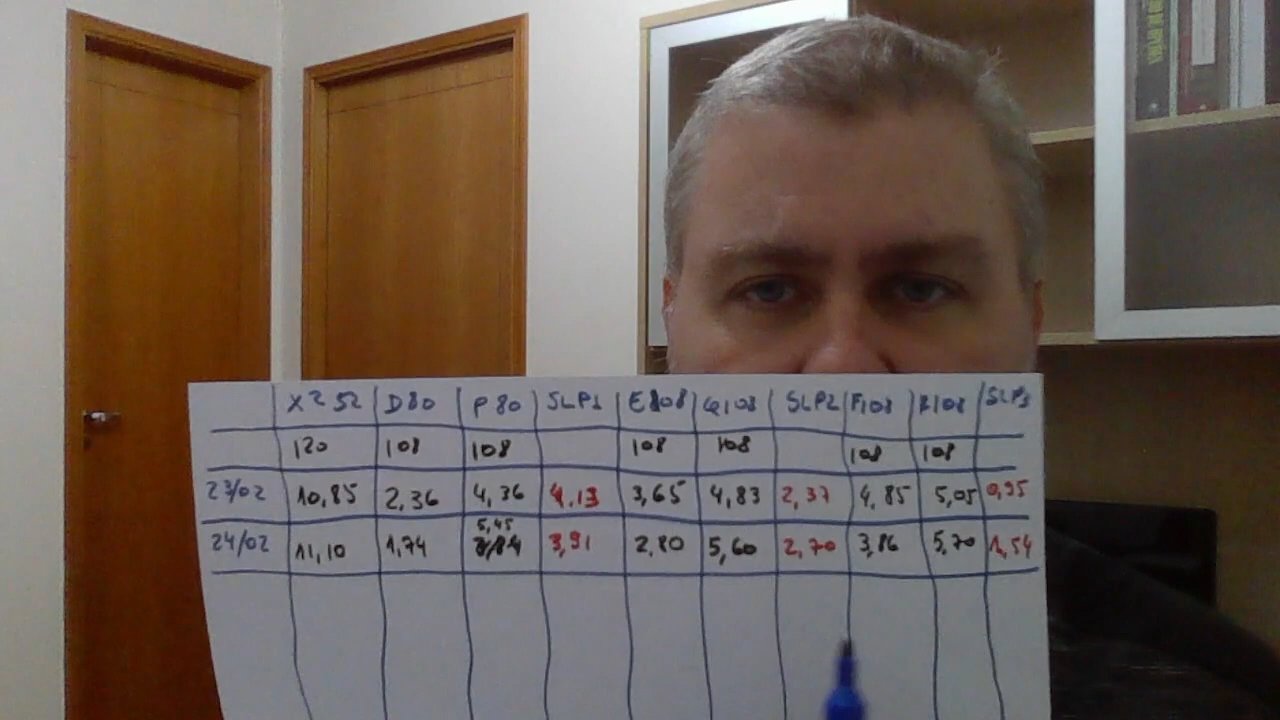 X252 D80 P80 SLP1 E808 Q108 SLP2 F108 B108 SLP3
120 108 108 108 108 108 108
23/02 10,85 2,36 4,36 4,13 3,65 4,83 2,37 4,85 5,05 0,95
5,45
24/02 11,10 1,74 3,91 2,80 5,60 2,70 3,86 5,70 1,54